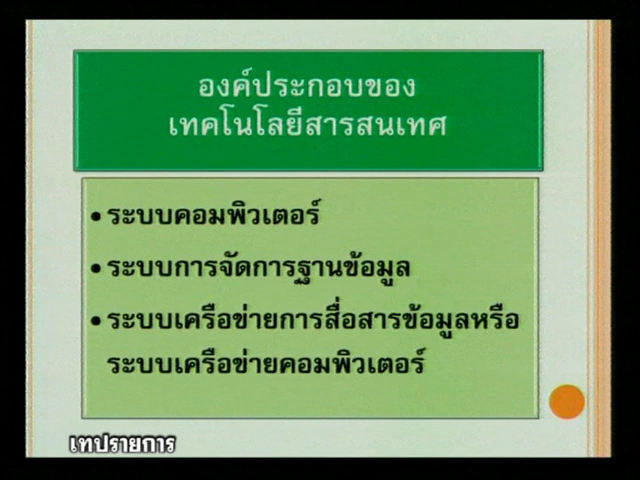 องค์ประกอบของ
เทคโนโลยีสารสนเทศ
•ระบบคอมพิวเตอร์
•ระบบการจัดการฐานข้อมูล
•ระบบเครือข่ายการสื่อสารข้อมูลหรือ
ระบบเครือข่ายคอมพิวเตอร์
เทปรายการ